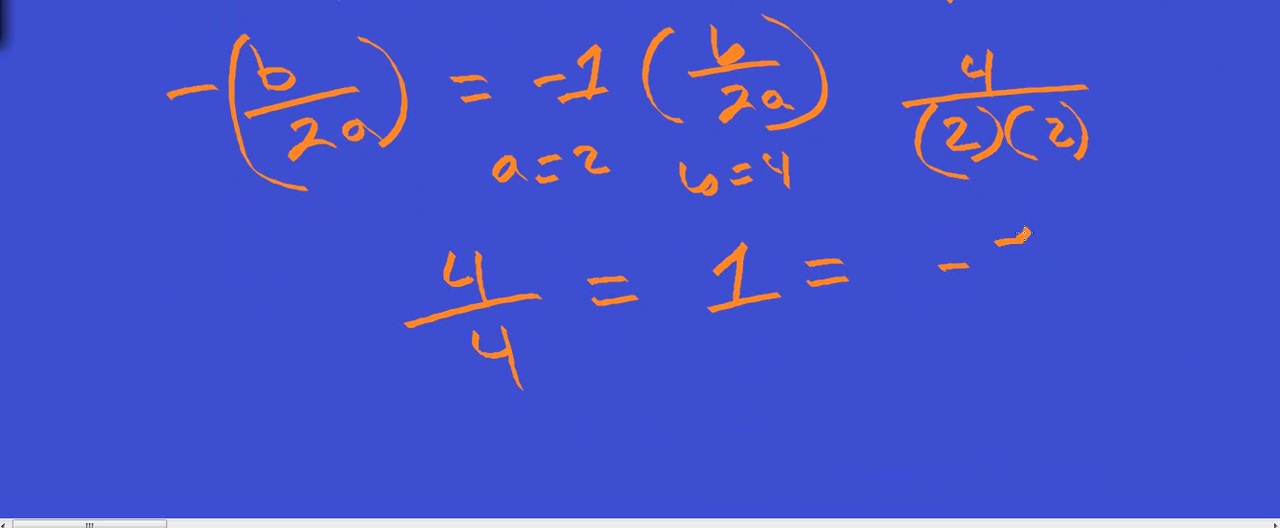 -(b/2a) = -1 (b/2a) 4/(2)(2)
a=2 b=4
4/4 = 1 = -